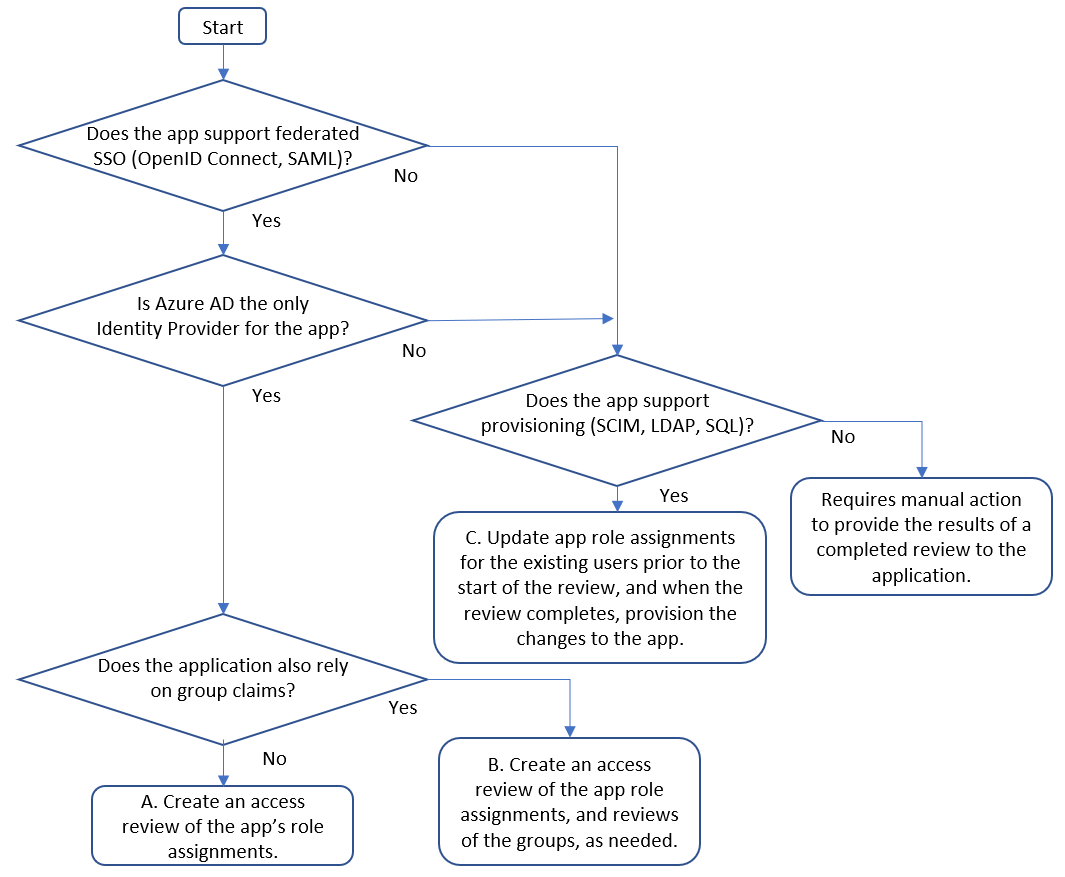 Start
Does the app support federated
SSO (OpenID Connect, SAML)?
No
Yes
Is Azure AD the only
Identity Provider for the app?
No
Yes
Does the app support
provisioning (SCIM, LDAP, SQL)?
No
Yes
Requires manual action
to provide the results of a
completed review to the
application.
C. Update app role assignments
for the existing users prior to the
start of the review, and when the
review completes, provision the
changes to the app.
Does the application also rely
on group claims?
Yes
No
B. Create an access
review of the app role
assignments, and reviews
of the groups, as needed.
A. Create an access
review of the app’s role
assignments.